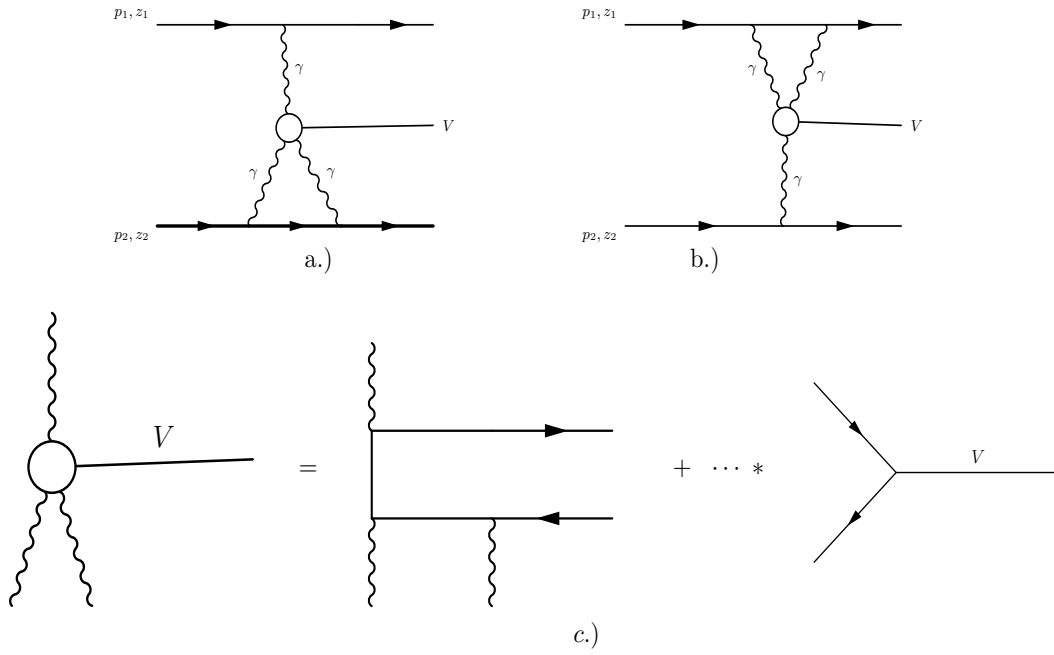 p₁, z₁
γ
V
γ γ
p₂, z₂
a.)
p₁, z₁
γ γ
V
γ
p₂, z₂
b.)
V
= + ⋯ *
V
c.)